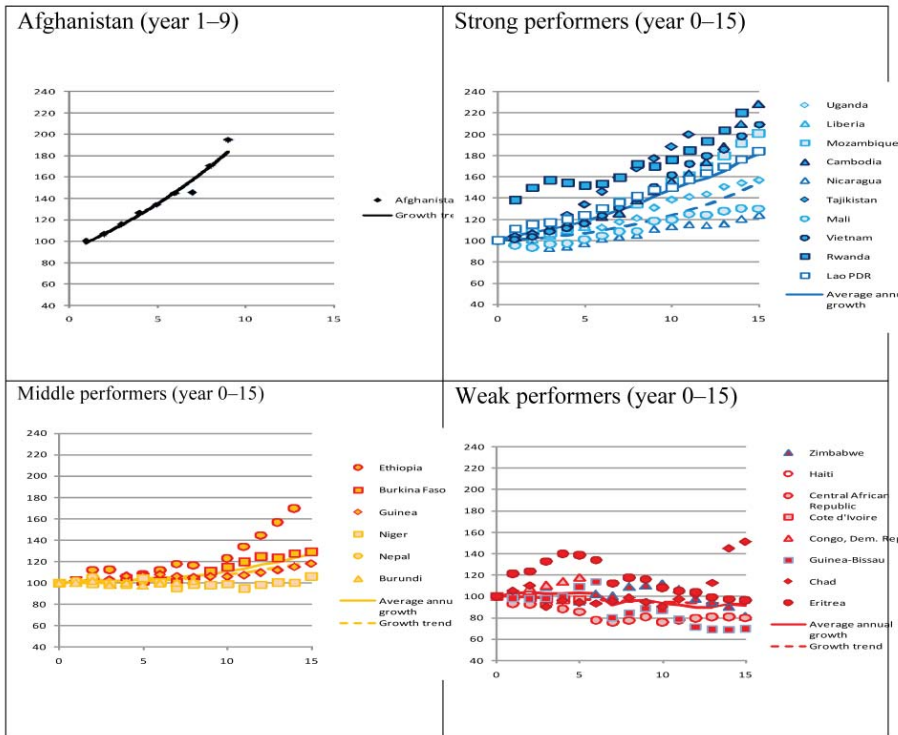 Afghanistan (year 1–9)
240
220
200
180
160
140
120
100
80
60
40
0
5
10
15
Afghanistan
Growth tre
Strong performers (year 0–15)
240
220
200
180
160
140
120
100
80
60
40
0
5
10
15
Uganda
Liberia
Mozambique
Cambodia
Nicaragua
Tajikistan
Mali
Vietnam
Rwanda
Lao PDR
Average annu
growth
Middle performers (year 0–15)
240
220
200
180
160
140
120
100
80
60
40
0
5
10
15
Ethiopia
Burkina Faso
Guinea
Niger
Nepal
Burundi
Average annu
growth
Growth trend
Weak performers (year 0–15)
240
220
200
180
160
140
120
100
80
60
40
0
5
10
15
Zimbabwe
Haiti
Central African
Republic
Cote d'Ivoire
Congo, Dem. Rep
Guinea-Bissau
Chad
Eritrea
Average annual
growth
Growth trend